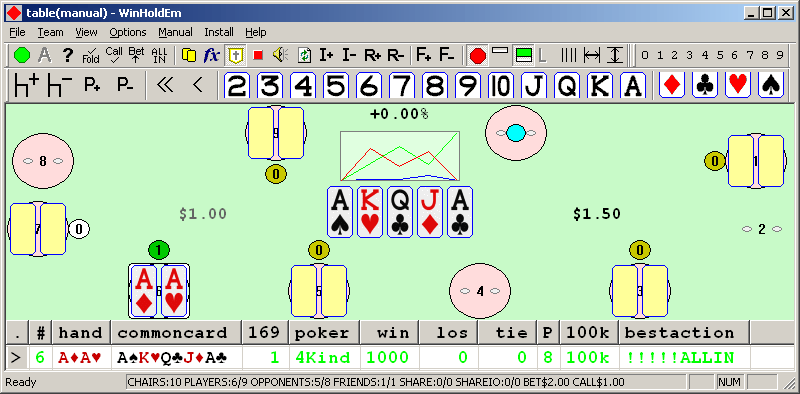 table(manual) - WinHoldEm
File Team View Options Manual Install Help
A ? Fold Call Bet ALL IN fx I+ I- R+ R- F+ F- L 0 1 2 3 4 5 6 7 8 9
h+ h- P+ P- << < 2 3 4 5 6 7 8 9 10 J Q K A ♦ ♣ ♥ ♠
+0.00%
9
8
0
0
1
A♠ K♥ Q♣ J♦ A♣
$1.00
$1.50
7
0
2
1
0
0
A♦ A♥
6
5
4
3
. # hand commoncard 169 poker win los tie P 100k bestaction
> 6 A♦A♥ A♠K♥Q♣J♦A♣ 1 4Kind 1000 0 0 8 100k !!!!!ALLIN
Ready CHAIRS:10 PLAYERS:6/9 OPPONENTS:5/8 FRIENDS:1/1 SHARE:0/0 SHAREIO:0/0 BET$2.00 CALL$1.00 NUM